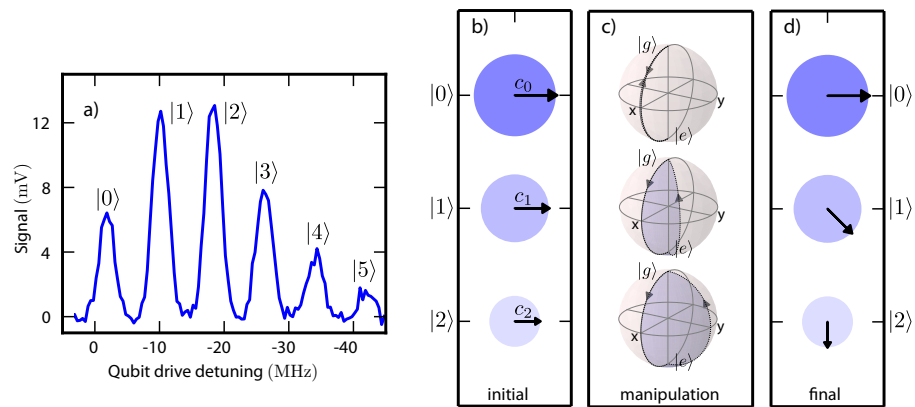 a)
|0⟩
|1⟩
|2⟩
|3⟩
|4⟩
|5⟩
12
8
4
0
Signal (mV)
0 -10 -20 -30 -40
Qubit drive detuning (MHz)
b)
|0⟩
c₀
|1⟩
c₁
|2⟩
c₂
initial
c)
|g⟩
x
y
|e⟩
|g⟩
x
y
|e⟩
|g⟩
x
y
|e⟩
manipulation
d)
|0⟩
|1⟩
|2⟩
final